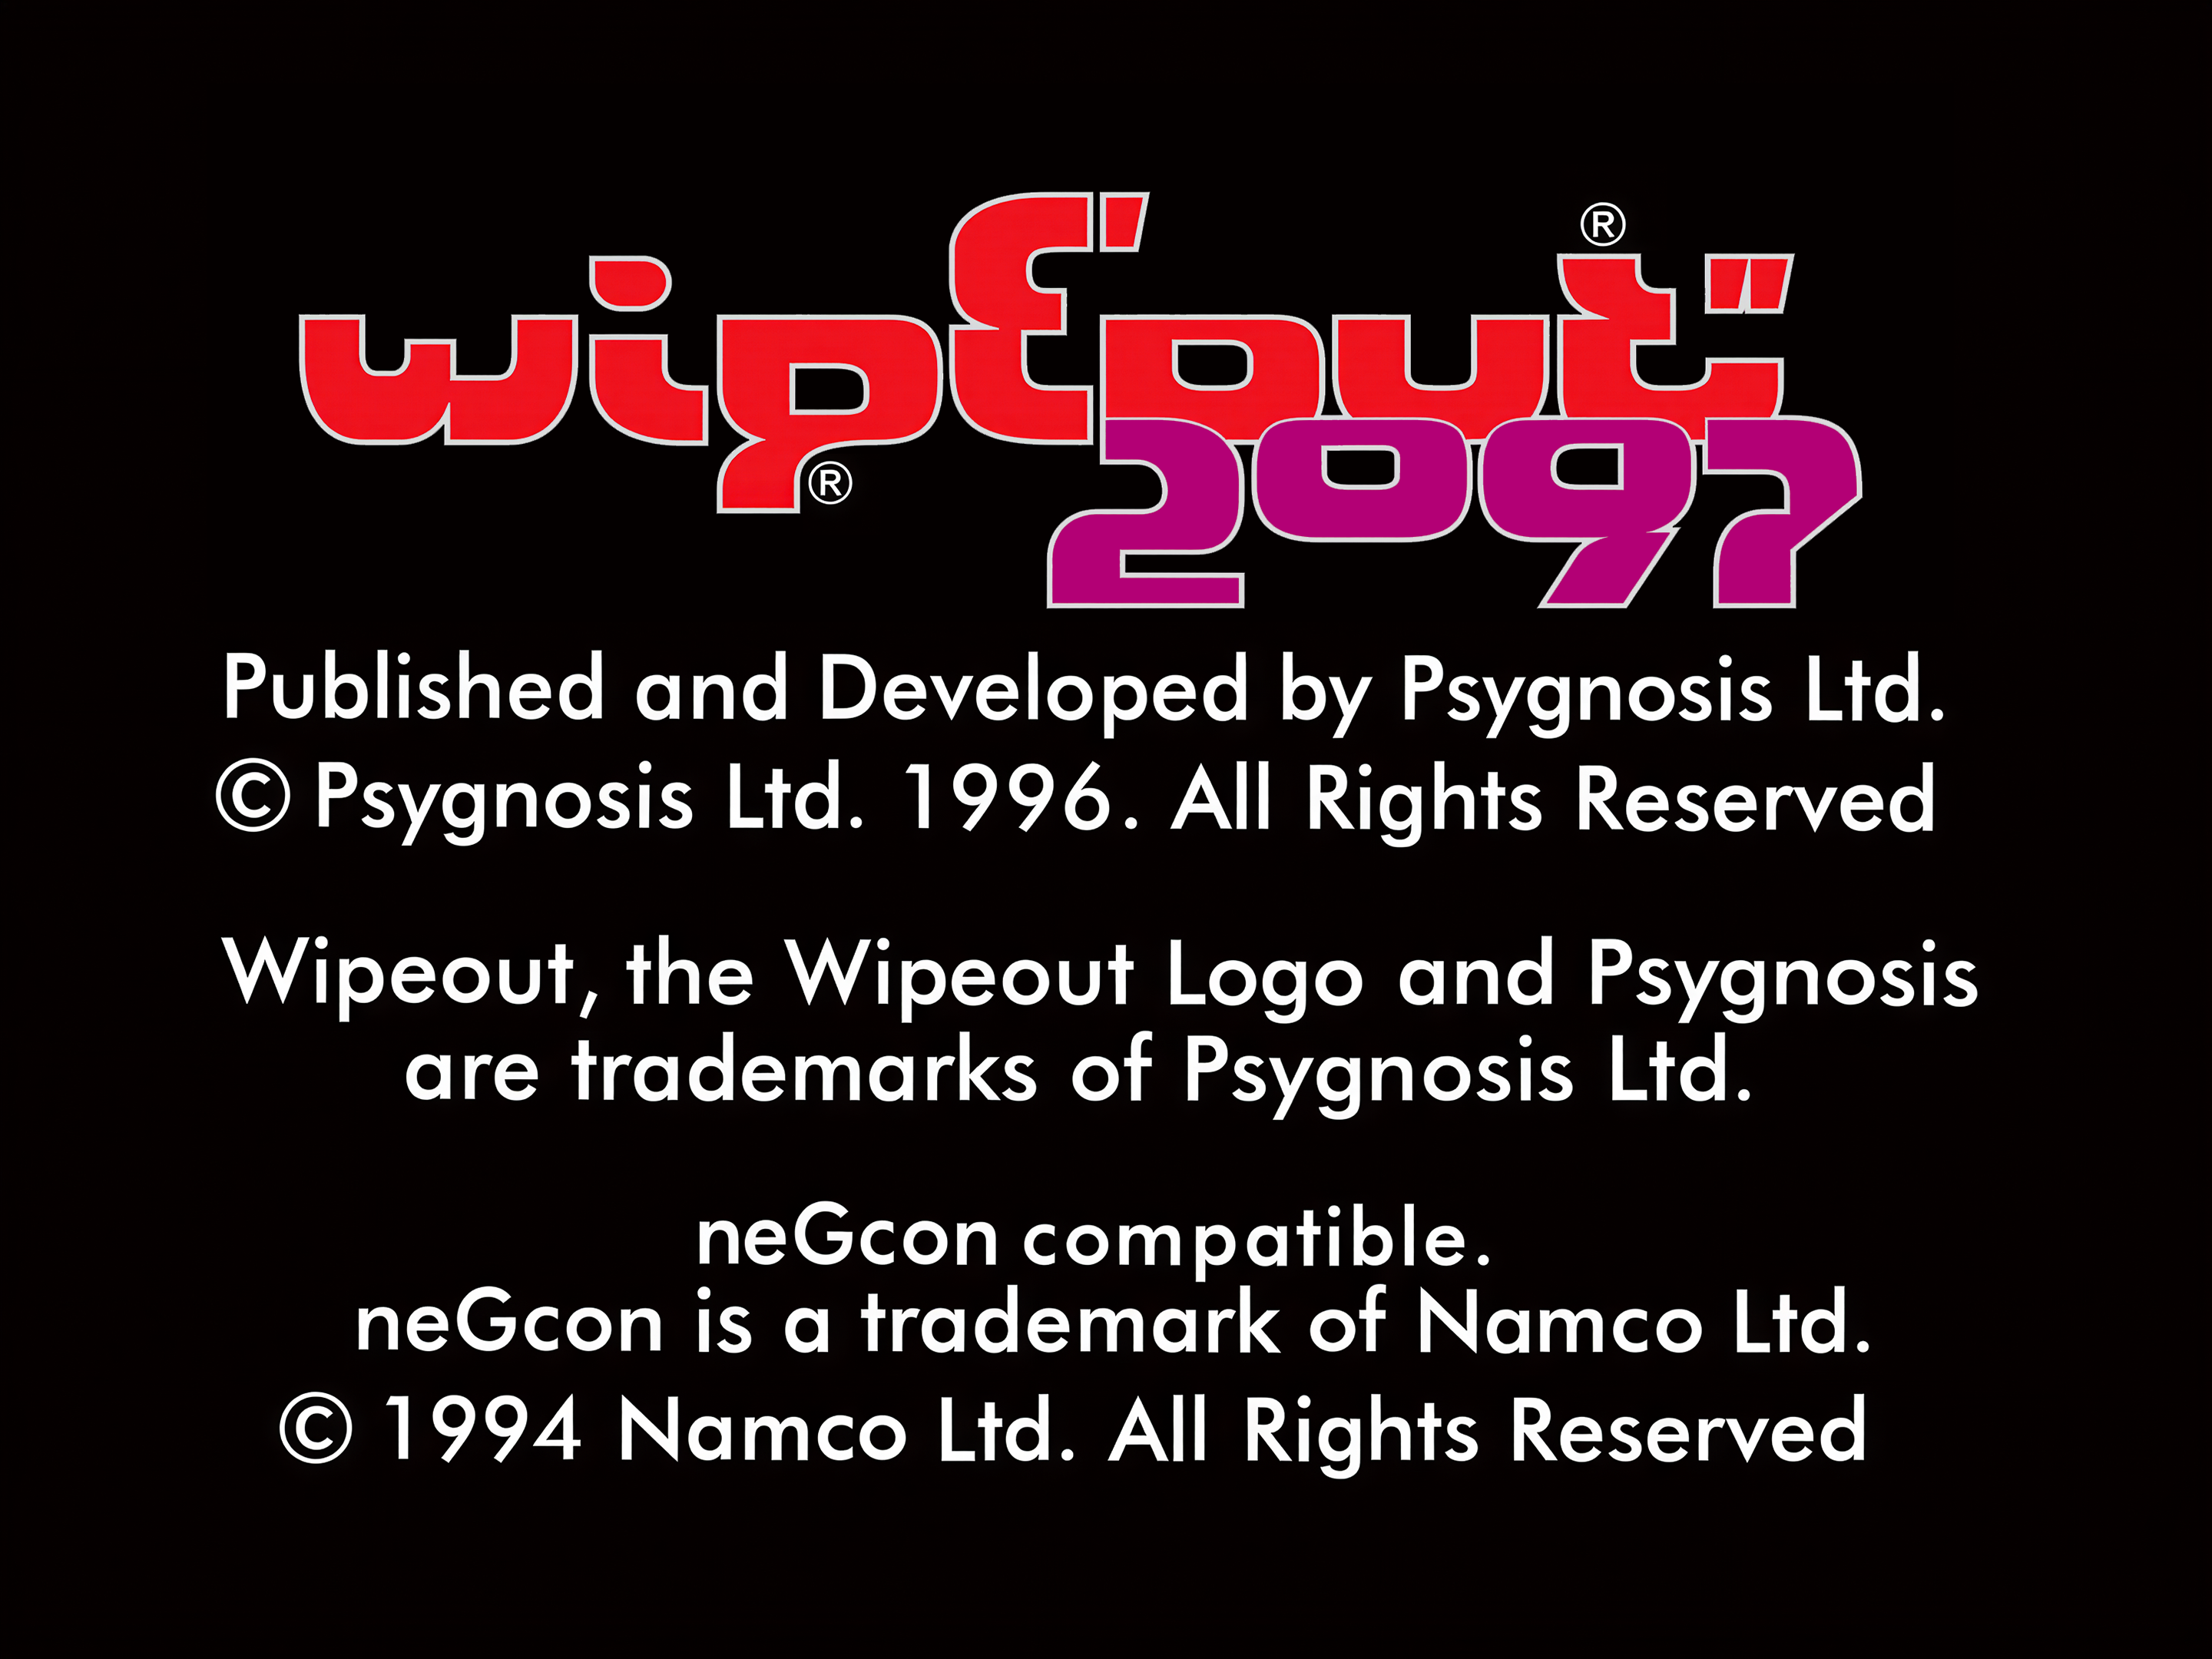 wipE'out"
®
®
2097
Published and Developed by Psygnosis Ltd.
© Psygnosis Ltd. 1996. All Rights Reserved
Wipeout, the Wipeout Logo and Psygnosis
are trademarks of Psygnosis Ltd.
neGcon compatible.
neGcon is a trademark of Namco Ltd.
© 1994 Namco Ltd. All Rights Reserved